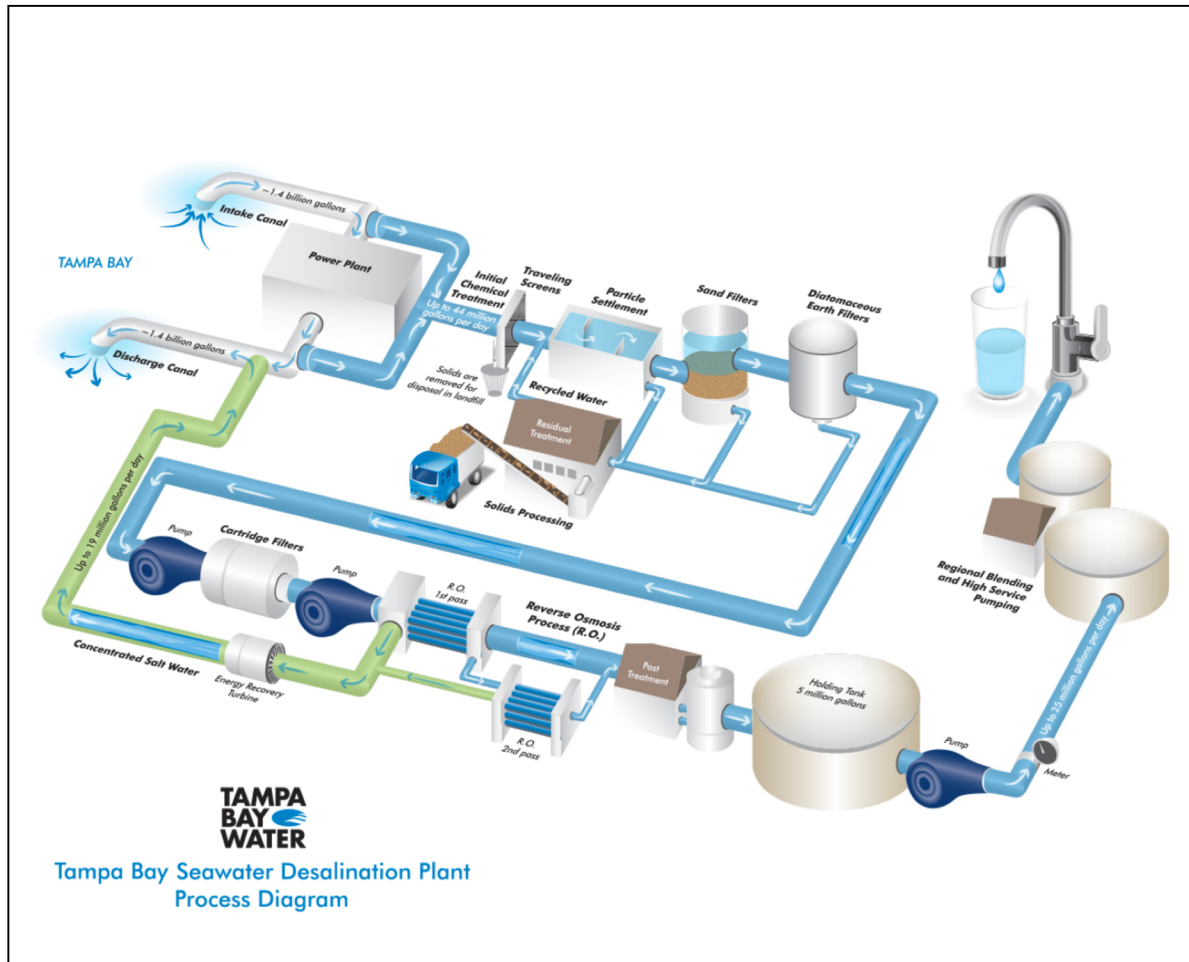 ~1.4 billion gallons
Intake Canal
TAMPA BAY
Power Plant
~1.4 billion gallons
Discharge Canal
Initial
Chemical
Treatment
Up to 44 million
gallons per day
Traveling
Screens
Solids are
removed for
disposal in landfill
Particle
Settlement
Recycled Water
Residual
Treatment
Solids Processing
Sand Filters
Diatomaceous
Earth Filters
Up to 19 million gallons per day
Pump
Cartridge Filters
Pump
R.O.
1st pass
Reverse Osmosis
Process (R.O.)
Concentrated Salt Water
Energy Recovery
Turbine
R.O.
2nd pass
Post
Treatment
Holding Tank
5 million gallons
Pump
Meter
Up to 25 million gallons per day
Regional Blending
and High Service
Pumping
TAMPA
BAY
WATER
Tampa Bay Seawater Desalination Plant
Process Diagram